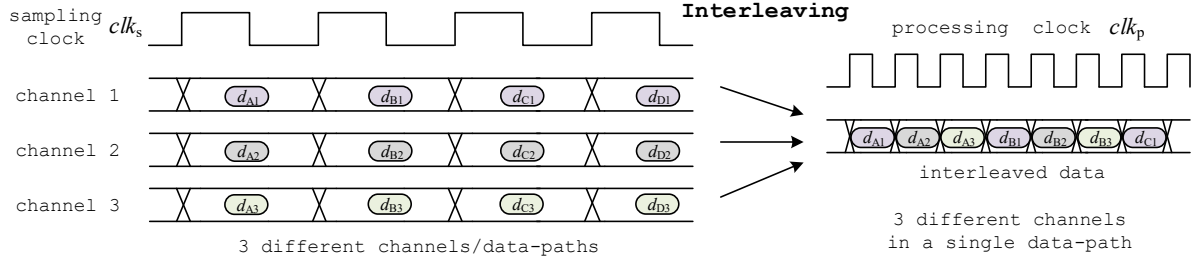 Interleaving
sampling
clock clks
channel 1 dA1 dB1 dC1 dD1
channel 2 dA2 dB2 dC2 dD2
channel 3 dA3 dB3 dC3 dD3
3 different channels/data-paths
processing clock clkp
dA1 dA2 dA3 dB1 dB2 dB3 dC1
interleaved data
3 different channels
in a single data-path